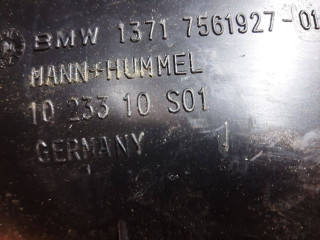 BMW 1371 7561927-01
MANN+HUMMEL
10 233 10 S01
GERMANY